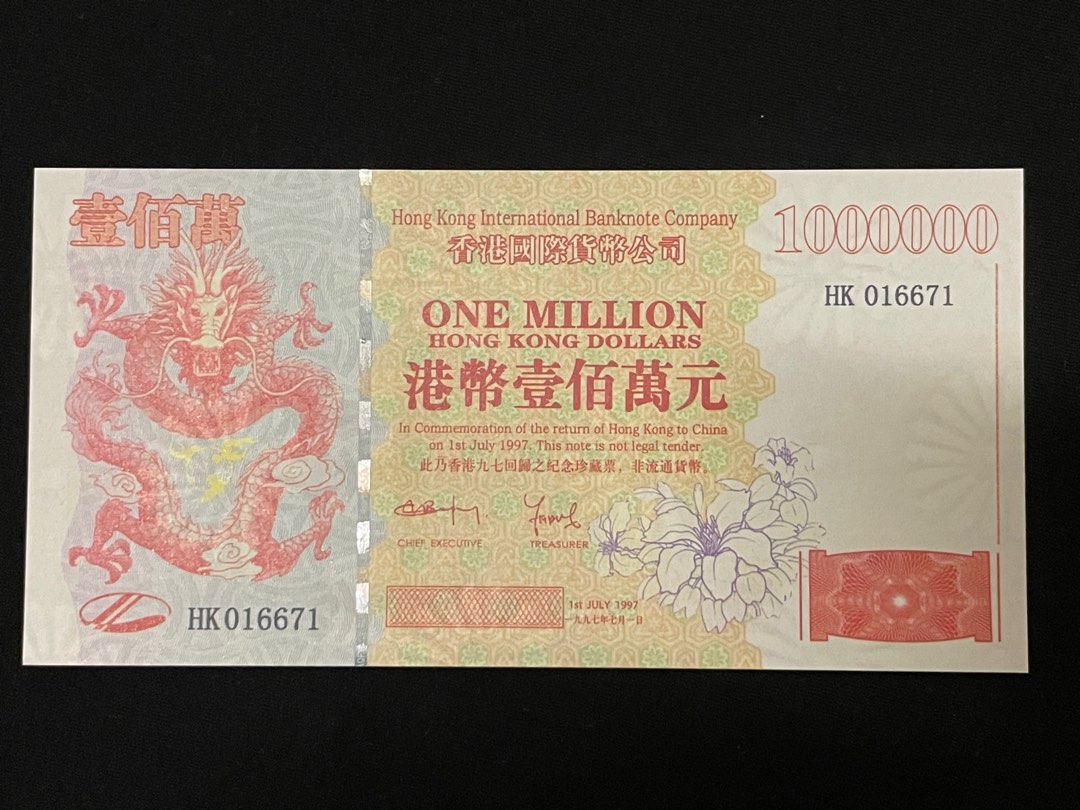 壹佰萬
HK 016671
Hong Kong International Banknote Company
香港國際貨幣公司
ONE MILLION
HONG KONG DOLLARS
港幣壹佰萬元
In Commemoration of the return of Hong Kong to China
on 1st July 1997. This note is not legal tender.
此乃香港九七回歸之紀念珍藏票，非流通貨幣。
CHIEF EXECUTIVE
TREASURER
1st JULY 1997
一九九七年七月一日
1000000
HK 016671